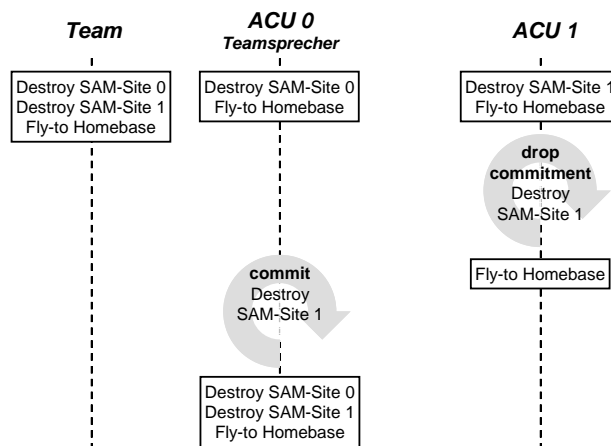 Team
ACU 0
Teamsprecher
ACU 1
Destroy SAM-Site 0
Destroy SAM-Site 1
Fly-to Homebase
Destroy SAM-Site 0
Fly-to Homebase
Destroy SAM-Site 1
Fly-to Homebase
drop
commitment
Destroy
SAM-Site 1
Fly-to Homebase
commit
Destroy
SAM-Site 1
Destroy SAM-Site 0
Destroy SAM-Site 1
Fly-to Homebase